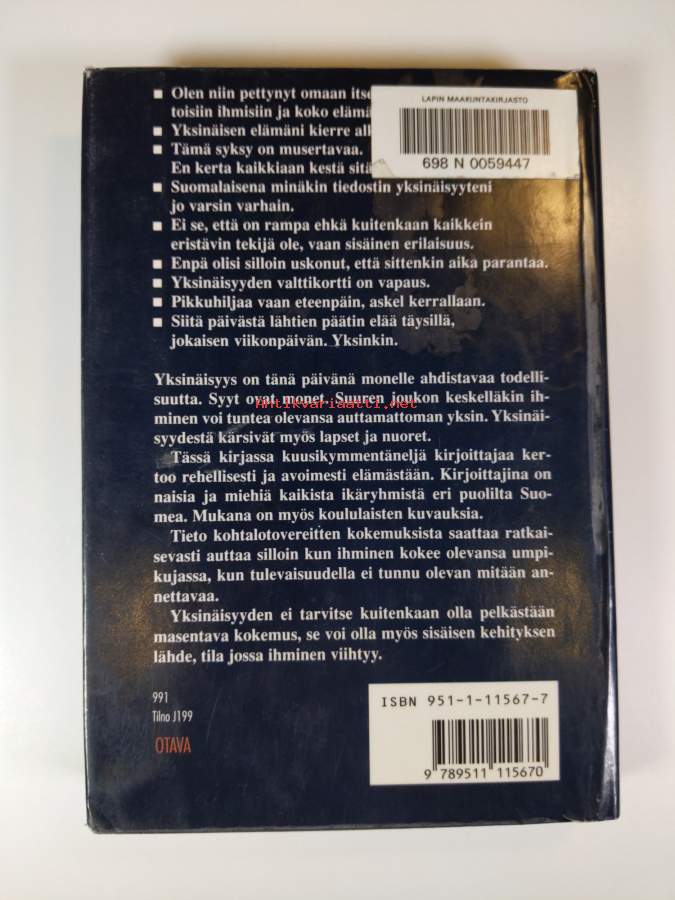 LAPIN MAAKUNTAKIRJASTO
698 N 0059447
▪ Olen niin pettynyt omaan
toisiin ihmisiin ja koko
▪ Yksinäisen elämäni kierre
▪ Tämä syksy on musertavaa.
En kerta kaikkiaan kestä sitä
▪ Suomalaisena minäkin tiedostin yksinäisyyteni
jo varsin varhain.
▪ Ei se, että on rampa ehkä kuitenkaan kaikkein
eristävin tekijä ole, vaan sisäinen erilaisuus.
▪ Enpä olisi silloin uskonut, että sittenkin aika parantaa.
▪ Yksinäisyyden valttikortti on vapaus.
▪ Pikkuhiljaa vaan eteenpäin, askel kerrallaan.
▪ Siitä päivästä lähtien päätin elää täysillä,
jokaisen viikonpäivän. Yksinkin.
Yksinäisyys on tänä päivänä monelle ahdistavaa todelli-
suutta. Syyt ovat monet. Suuren joukon keskelläkin ih-
Antikvariaatti.net
minen voi tuntea olevansa auttamattoman yksin. Yksinäi-
syydestä kärsivät myös lapset ja nuoret.
Tässä kirjassa kuusikymmentäneljä kirjoittajaa ker-
too rehellisesti ja avoimesti elämästään. Kirjoittajina on
naisia ja miehiä kaikista ikäryhmistä eri puolilta Suo-
mea. Mukana on myös koululaisten kuvauksia.
Tieto kohtalotovereitten kokemuksista saattaa ratkai-
sevasti auttaa silloin kun ihminen kokee olevansa umpi-
kujassa, kun tulevaisuudella ei tunnu olevan mitään an-
nettavaa.
Yksinäisyyden ei tarvitse kuitenkaan olla pelkästään
masentava kokemus, se voi olla myös sisäisen kehityksen
lähde, tila jossa ihminen viihtyy.
991
Tilno J199
OTAVA
ISBN 951-1-11567-7
9 789511 115670